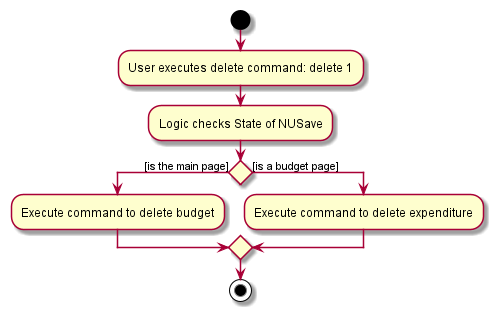 User executes delete command: delete 1
Logic checks State of NUSave
[is the main page]
[is a budget page]
Execute command to delete budget
Execute command to delete expenditure